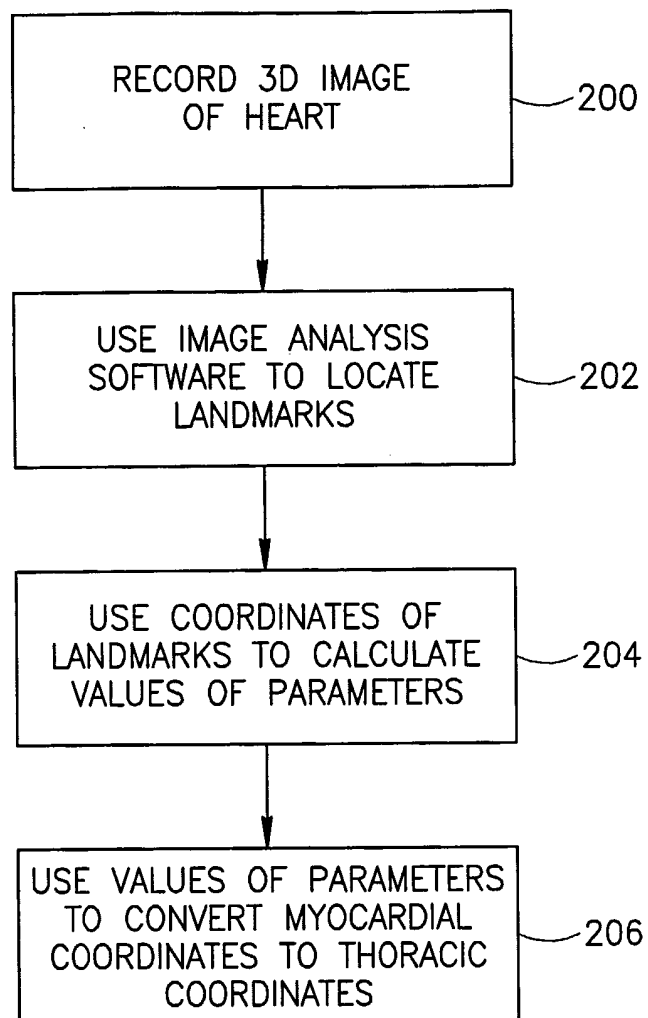 RECORD 3D IMAGE
OF HEART
200
USE IMAGE ANALYSIS
SOFTWARE TO LOCATE
LANDMARKS
202
USE COORDINATES OF
LANDMARKS TO CALCULATE
VALUES OF PARAMETERS
204
USE VALUES OF PARAMETERS
TO CONVERT MYOCARDIAL
COORDINATES TO THORACIC
COORDINATES
206